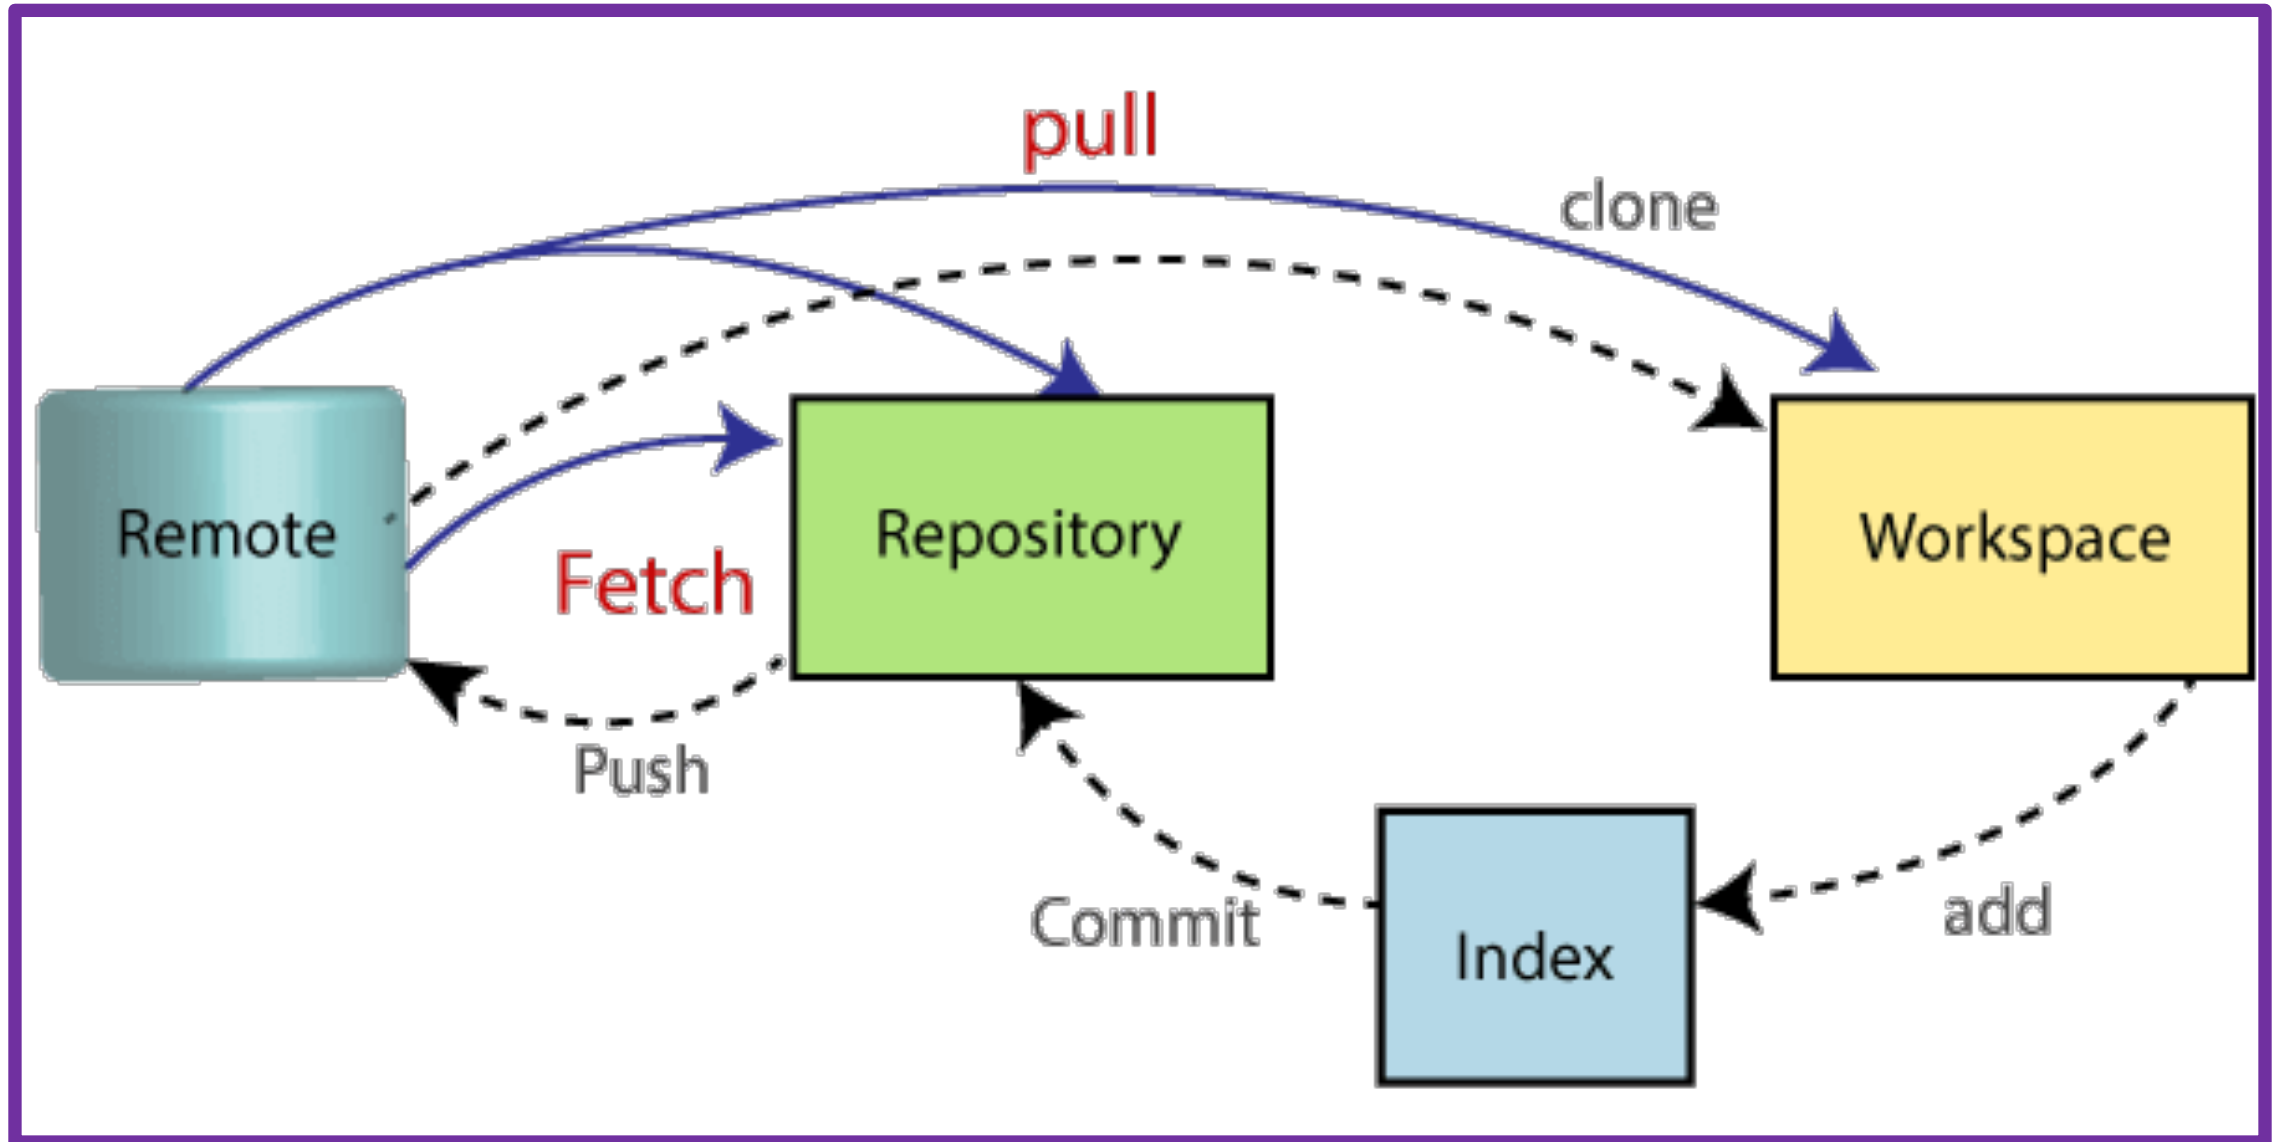 pull
clone
Remote
Repository
Workspace
Fetch
Push
Commit
add
Index